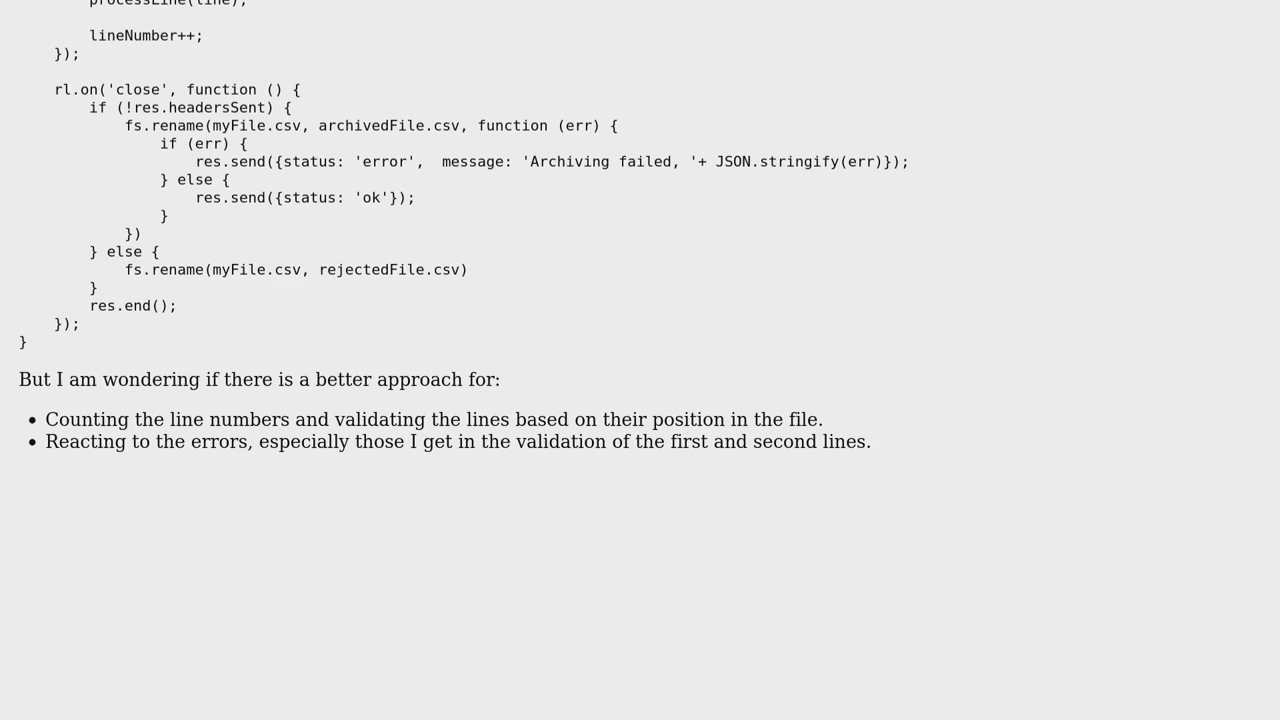 processLine(line);
lineNumber++;
});
rl.on('close', function () {
if (!res.headersSent) {
fs.rename(myFile.csv, archivedFile.csv, function (err) {
if (err) {
res.send({status: 'error',  message: 'Archiving failed, '+ JSON.stringify(err)});
} else {
res.send({status: 'ok'});
}
})
} else {
fs.rename(myFile.csv, rejectedFile.csv)
}
res.end();
});
}
But I am wondering if there is a better approach for:
• Counting the line numbers and validating the lines based on their position in the file.
• Reacting to the errors, especially those I get in the validation of the first and second lines.